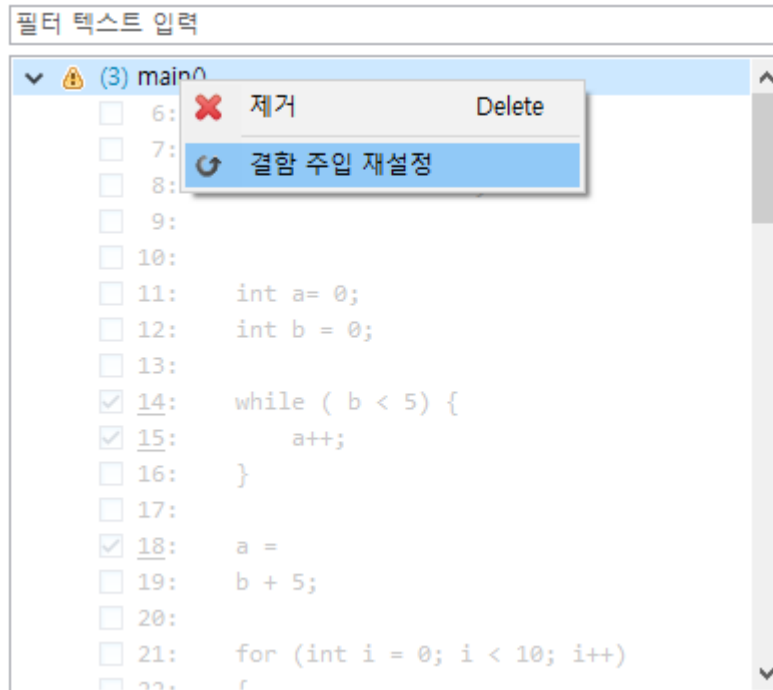 필터 텍스트 입력
(3) main()
6:
제거 Delete
7:
결함 주입 재설정
8:
9:
10:
11: int a= 0;
12: int b = 0;
13:
14: while ( b < 5) {
15: a++;
16: }
17:
18: a =
19: b + 5;
20:
21: for (int i = 0; i < 10; i++)
22: {